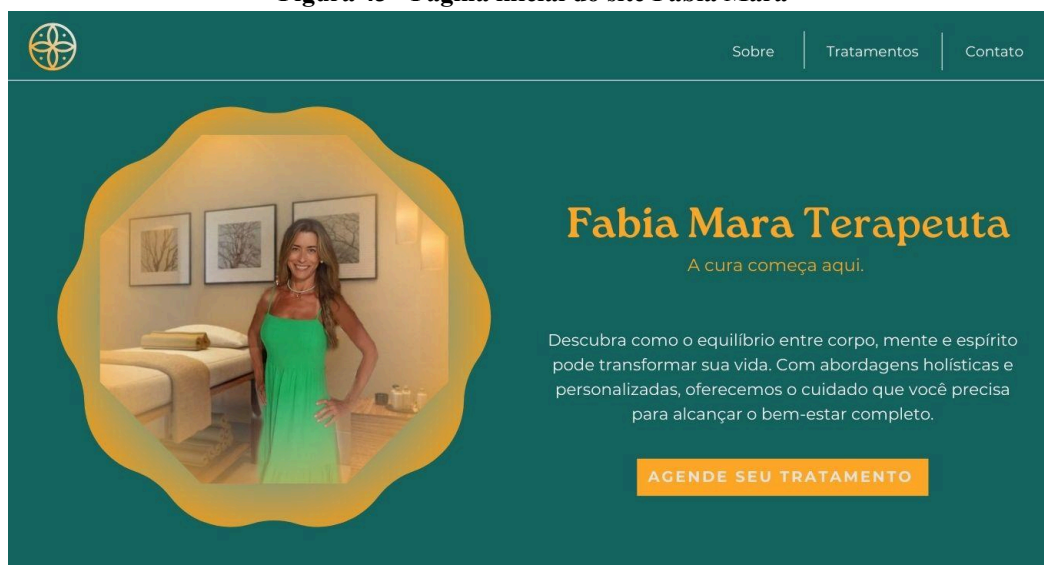 Sobre
Tratamentos
Contato
Fabia Mara Terapeuta
A cura começa aqui.
Descubra como o equilíbrio entre corpo, mente e espírito
pode transformar sua vida. Com abordagens holísticas e
personalizadas, oferecemos o cuidado que você precisa
para alcançar o bem-estar completo.
AGENDE SEU TRATAMENTO